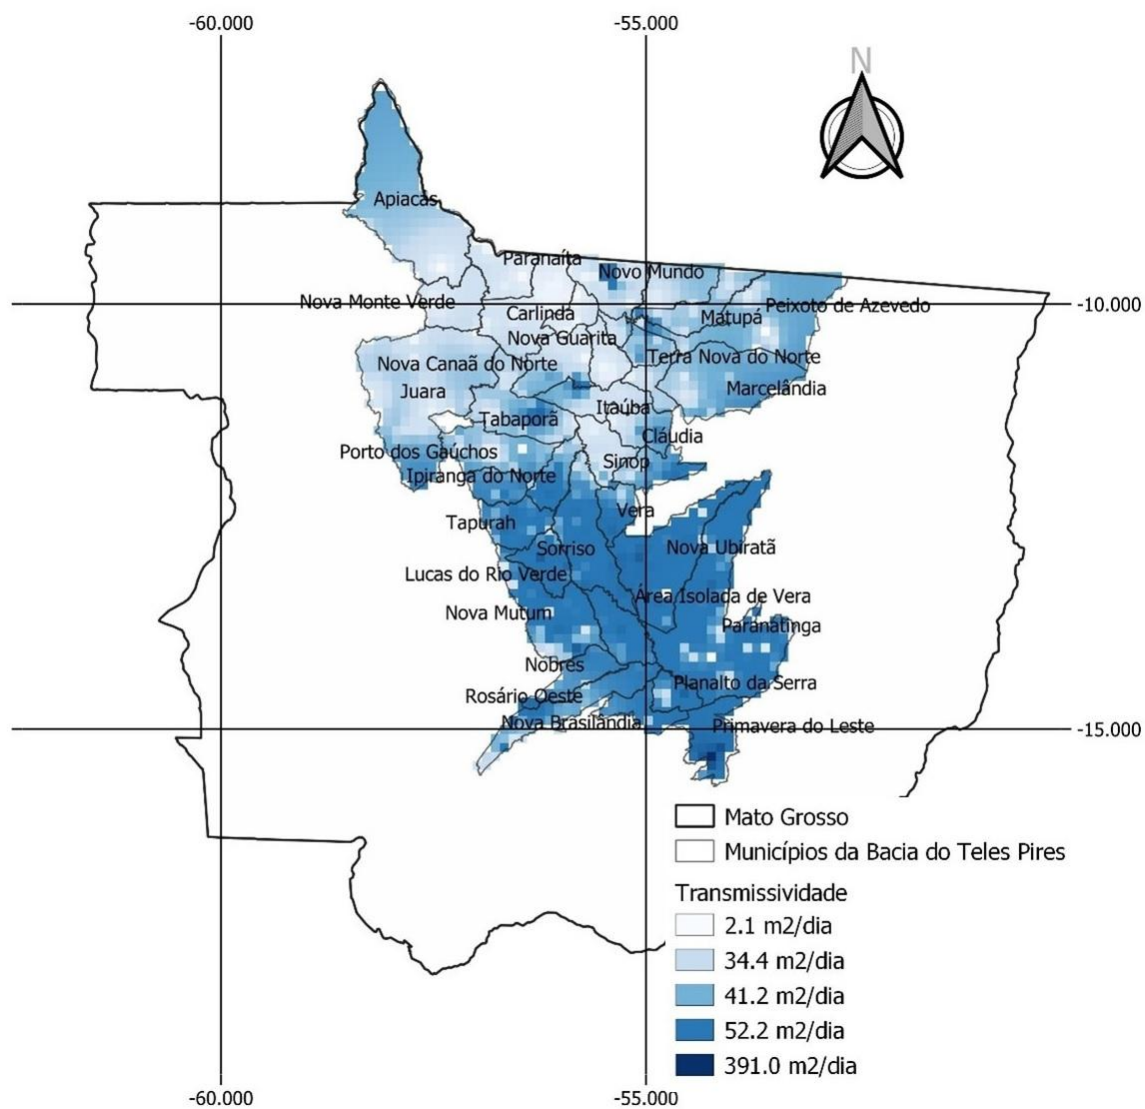 -60.000
-55.000
N
Apiacás
Paranaíta
Novo Mundo
Nova Monte Verde
Peixoto de Azevedo
-10.000
Carlinda
Matupá
Nova Guarita
Terra Nova do Norte
Nova Canaã do Norte
Juara
Marcelândia
Itaúba
Tabaporã
Cláudia
Porto dos Gaúchos
Sinop
Ipiranga do Norte
Vera
Tapurah
Sorriso
Nova Ubiratã
Lucas do Rio Verde
Área Isolada de Vera
Nova Mutum
Paranatinga
Nobres
Planalto da Serra
Rosário Oeste
Nova Brasilândia
Primavera do Leste
-15.000
Mato Grosso
Municípios da Bacia do Teles Pires
Transmissividade
2.1 m2/dia
34.4 m2/dia
41.2 m2/dia
52.2 m2/dia
391.0 m2/dia
-60.000
-55.000